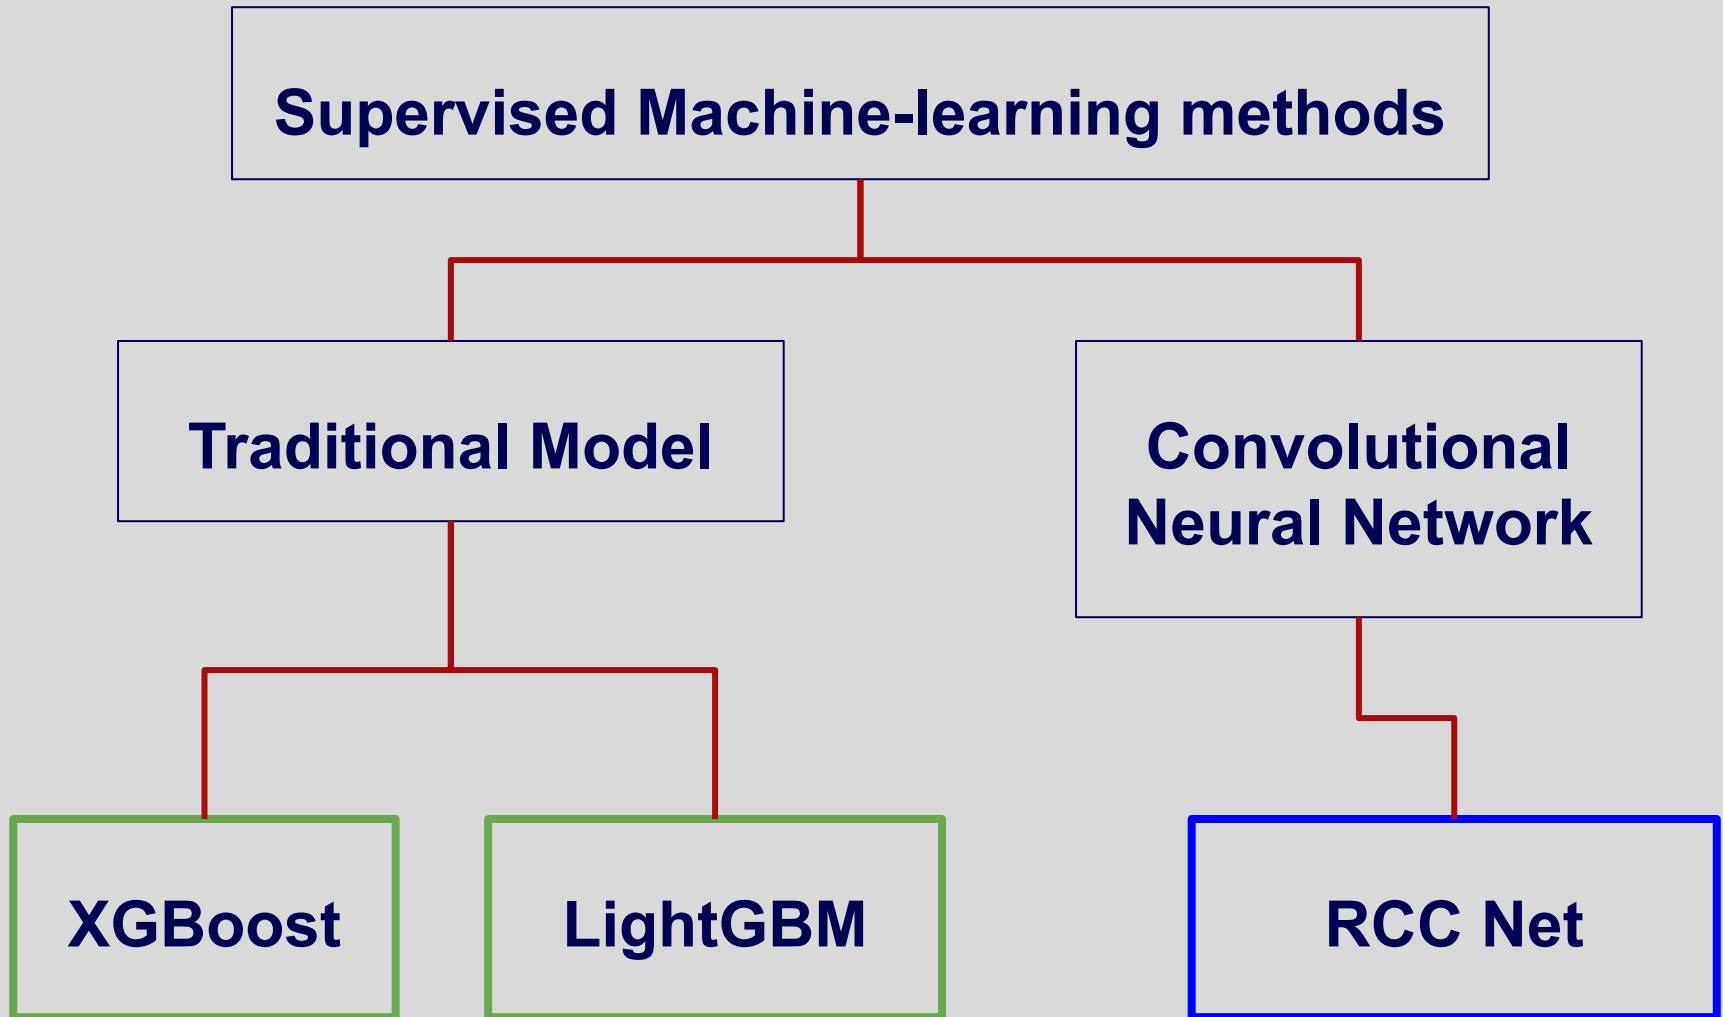 Supervised Machine-learning methods
Traditional Model
Convolutional
Neural Network
XGBoost
LightGBM
RCC Net